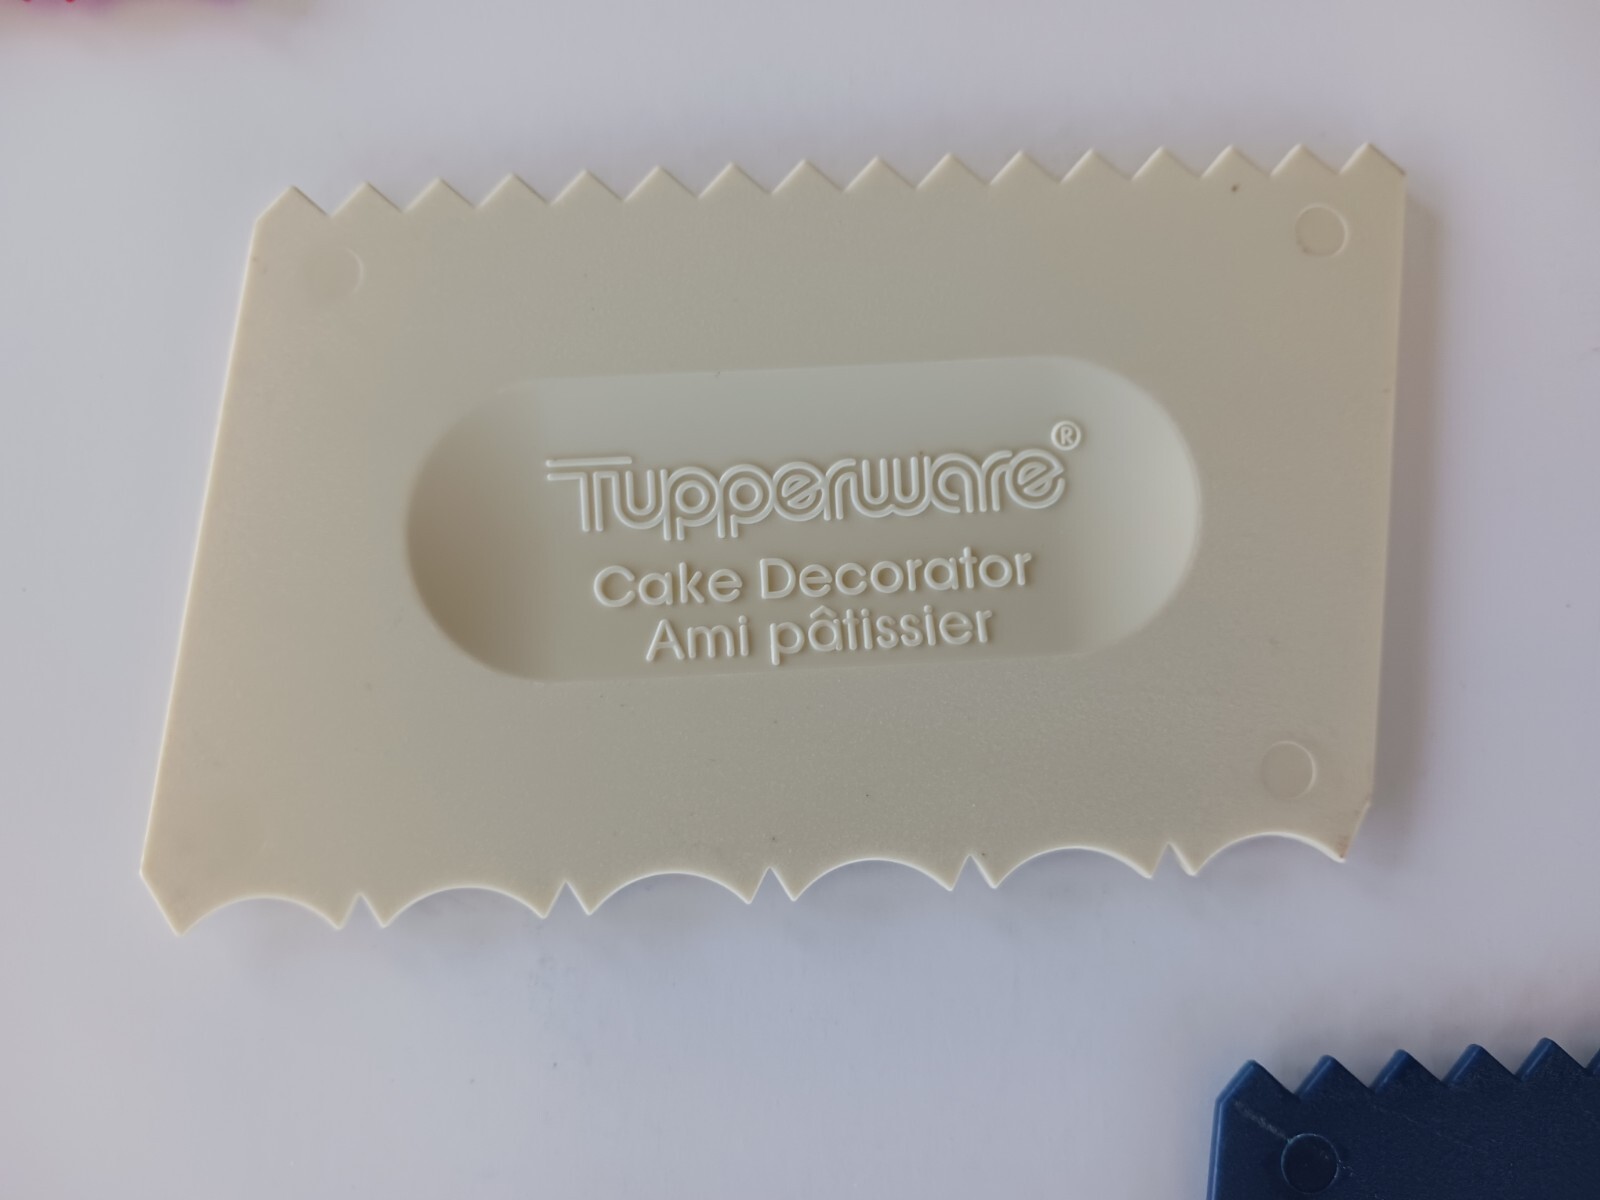 Tupperware®
Cake Decorator
Ami pâtissier